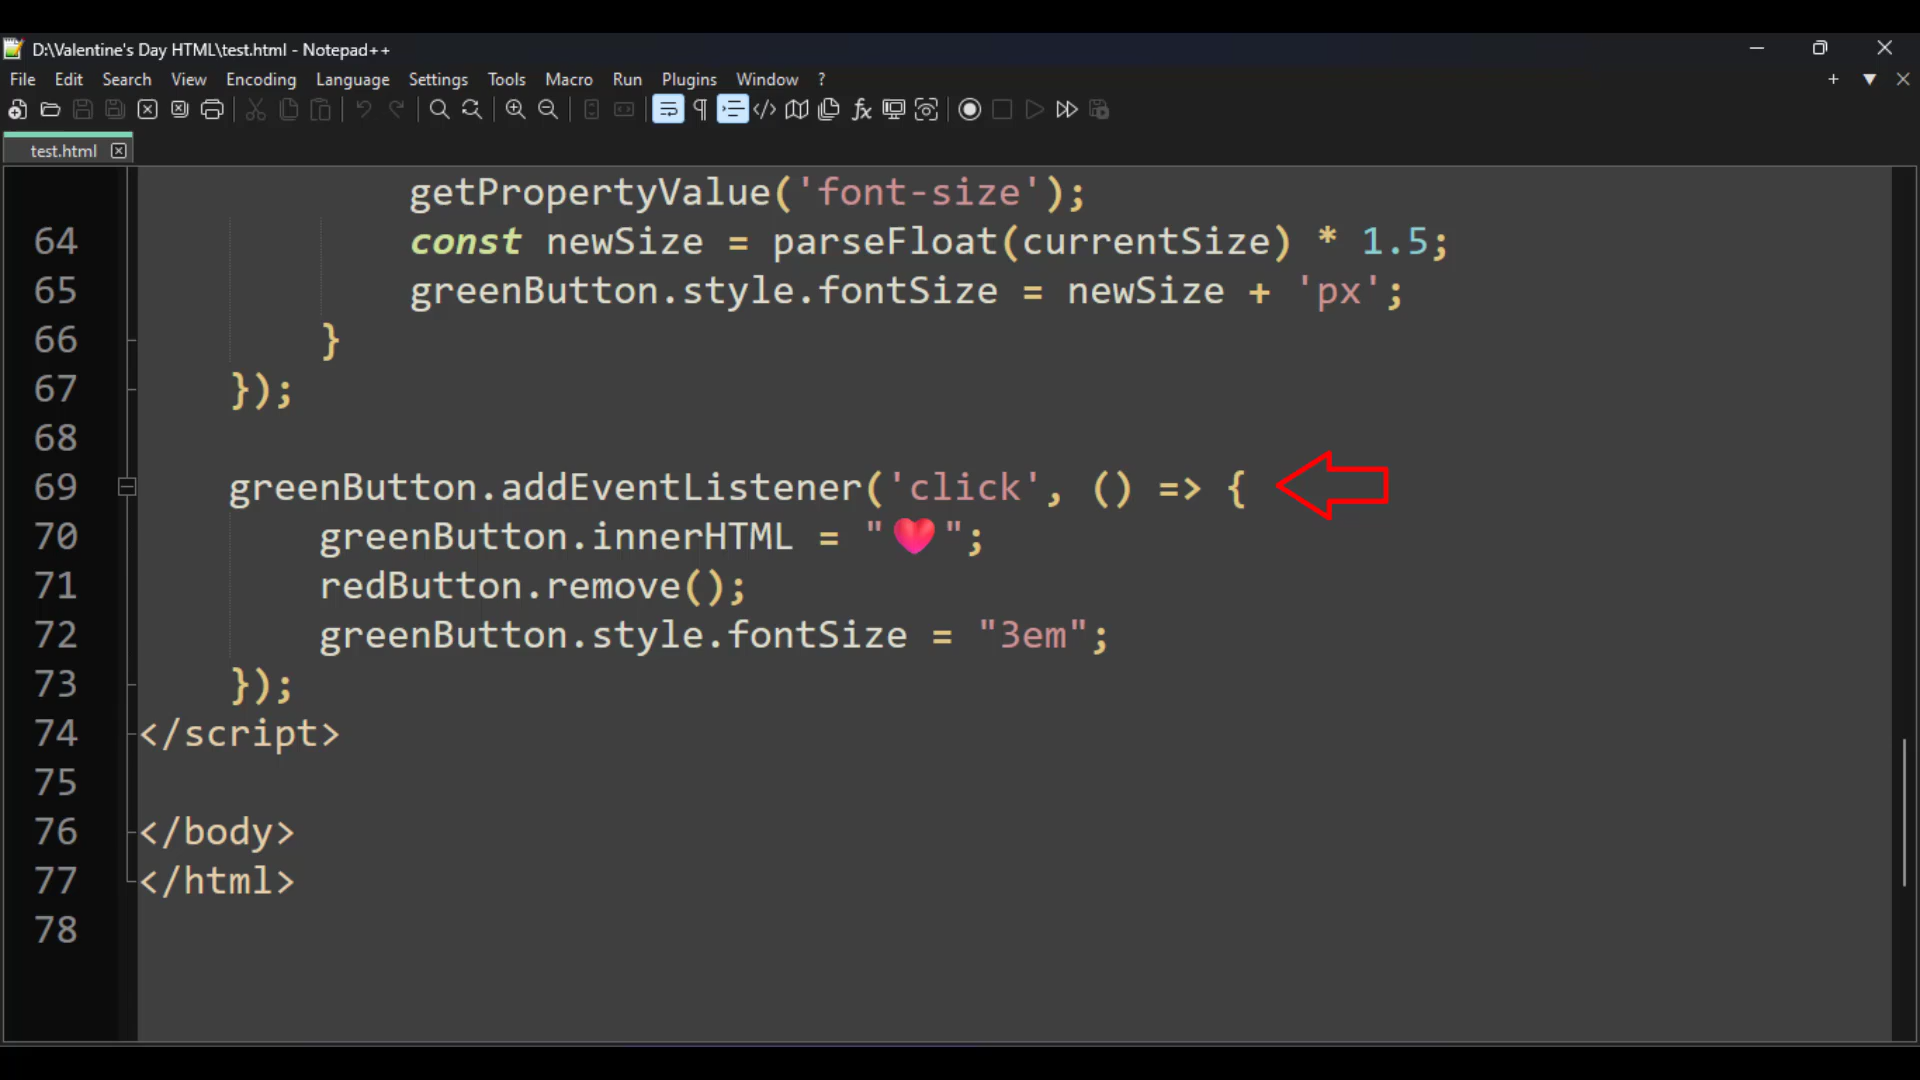 D:\Valentine's Day HTML\test.html - Notepad++
File Edit Search View Encoding Language Settings Tools Macro Run Plugins Window ?
test.html
getPropertyValue('font-size');
64 const newSize = parseFloat(currentSize) * 1.5;
65 greenButton.style.fontSize = newSize + 'px';
66 }
67 });
68
69 greenButton.addEventListener('click', () => {
70 greenButton.innerHTML = "❤️";
71 redButton.remove();
72 greenButton.style.fontSize = "3em";
73 });
74 </script>
75
76 </body>
77 </html>
78